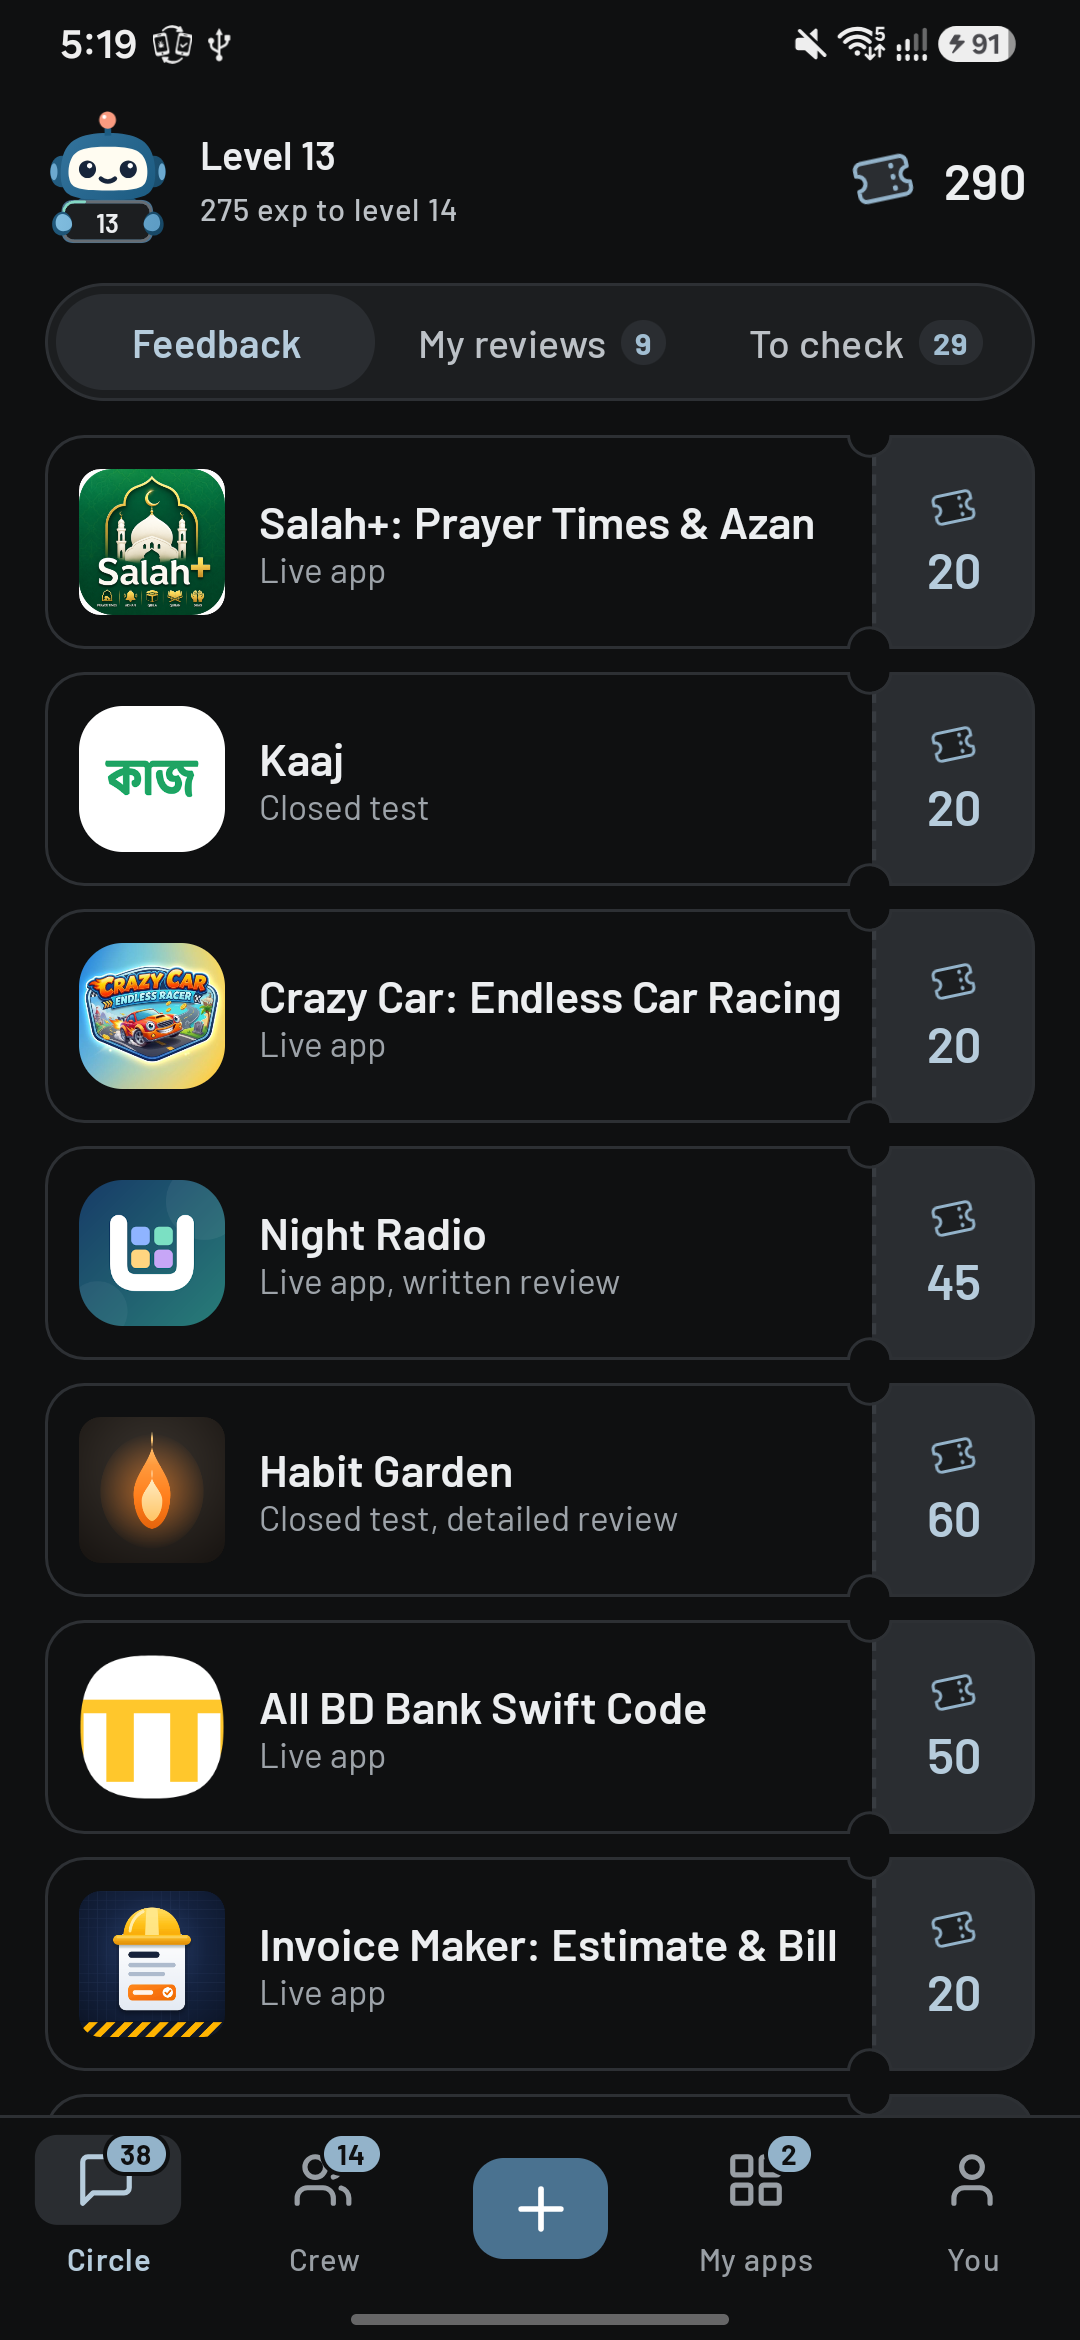 5:19
5
91
Level 13
275 exp to level 14
13
290
Feedback
My reviews 9
To check 29
Salah+
Salah+: Prayer Times & Azan
Live app
20
কাজ
Kaaj
Closed test
20
CRAZY CAR
ENDLESS RACER
Crazy Car: Endless Car Racing
Live app
20
Night Radio
Live app, written review
45
Habit Garden
Closed test, detailed review
60
All BD Bank Swift Code
Live app
50
Invoice Maker: Estimate & Bill
Live app
20
38
14
2
Circle
Crew
My apps
You